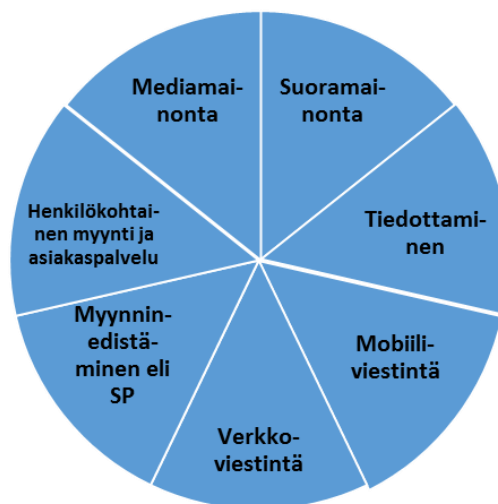 Mediamai-
nonta
Suoramai-
nonta
Tiedottami-
nen
Mobiili-
viestintä
Verkko-
viestintä
Myynnin-
edistä-
minen eli
SP
Henkilökohtai-
nen myynti ja
asiakaspalvelu